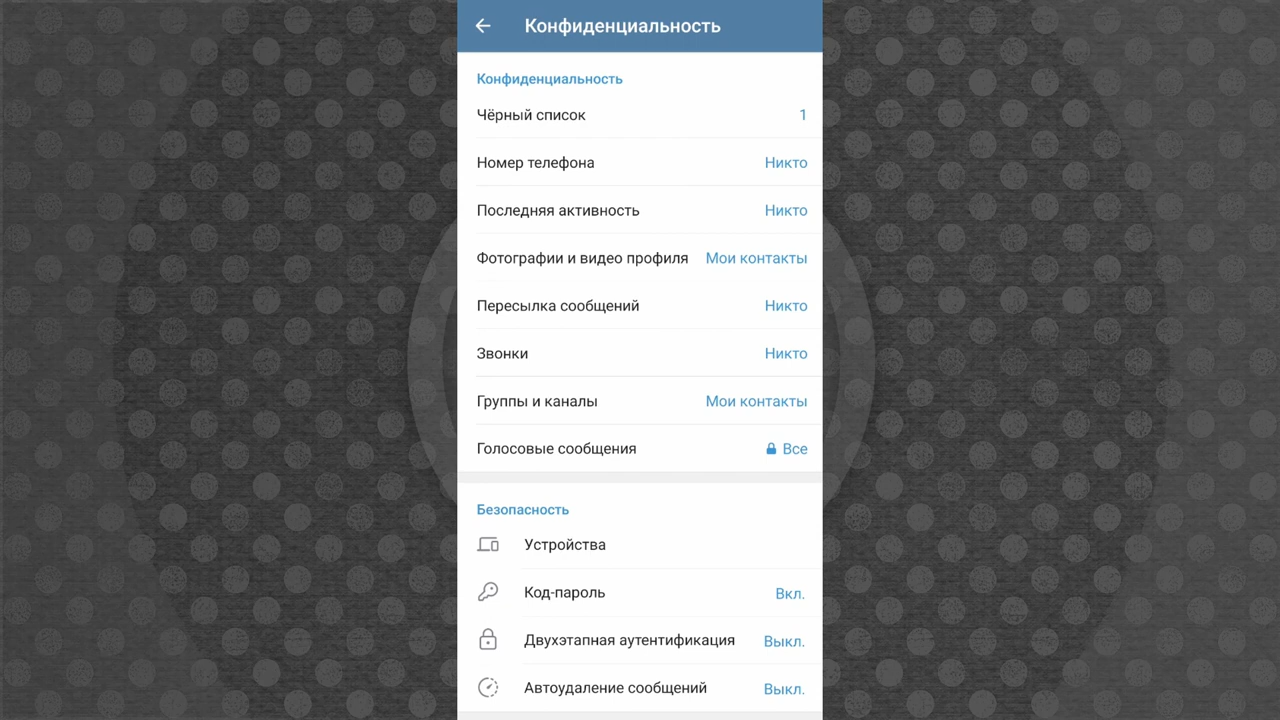 Конфиденциальность
Конфиденциальность
Чёрный список 1
Номер телефона Никто
Последняя активность Никто
Фотографии и видео профиля Мои контакты
Пересылка сообщений Никто
Звонки Никто
Группы и каналы Мои контакты
Голосовые сообщения Все
Безопасность
Устройства
Код-пароль Вкл.
Двухэтапная аутентификация Выкл.
Автоудаление сообщений Выкл.